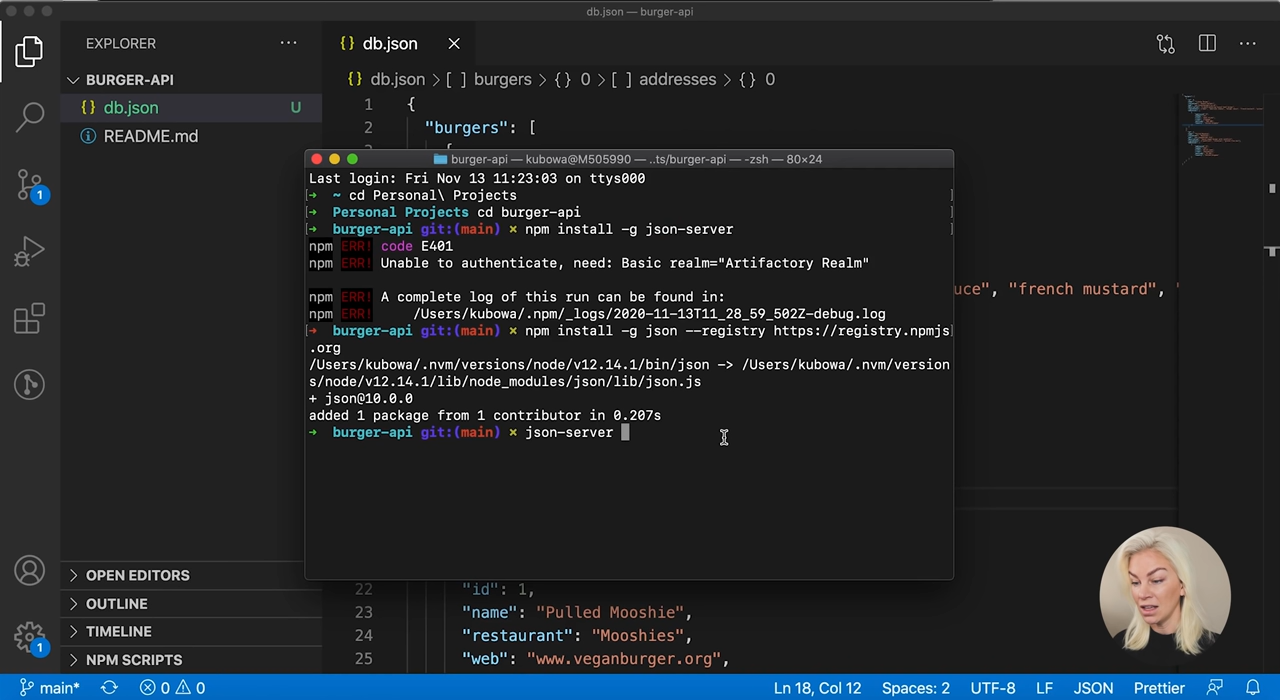 db.json — burger-api
EXPLORER
db.json
BURGER-API
db.json > [ ] burgers > {} 0 > [ ] addresses > {} 0
{} db.json U
README.md
1 {
2 "burgers": [
burger-api — kubowa@M505990 — ..ts/burger-api — -zsh — 80×24
Last login: Fri Nov 13 11:23:03 on ttys000
[→ ~ cd Personal\ Projects ]
[→ Personal Projects cd burger-api ]
[→ burger-api git:(main) × npm install -g json-server ]
npm ERR! code E401
npm ERR! Unable to authenticate, need: Basic realm="Artifactory Realm"
npm ERR! A complete log of this run can be found in:
npm ERR! /Users/kubowa/.npm/_logs/2020-11-13T11_28_59_502Z-debug.log
[→ burger-api git:(main) × npm install -g json --registry https://registry.npmjs]
.org
/Users/kubowa/.nvm/versions/node/v12.14.1/bin/json -> /Users/kubowa/.nvm/version
s/node/v12.14.1/lib/node_modules/json/lib/json.js
+ json@10.0.0
added 1 package from 1 contributor in 0.207s
→ burger-api git:(main) × json-server
uce", "french mustard", "
OPEN EDITORS
OUTLINE
TIMELINE
NPM SCRIPTS
22 "id": 1,
23 "name": "Pulled Mooshie",
24 "restaurant": "Mooshies",
25 "web": "www.veganburger.org",
1
1
main* 0 0 Ln 18, Col 12 Spaces: 2 UTF-8 LF JSON Prettier